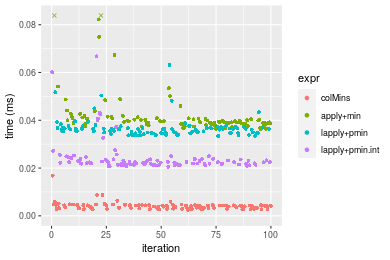 0.08
0.06
0.04
0.02
0.00
time (ms)
0
25
50
75
100
iteration
expr
colMins
apply+min
lapply+pmin
lapply+pmin.int